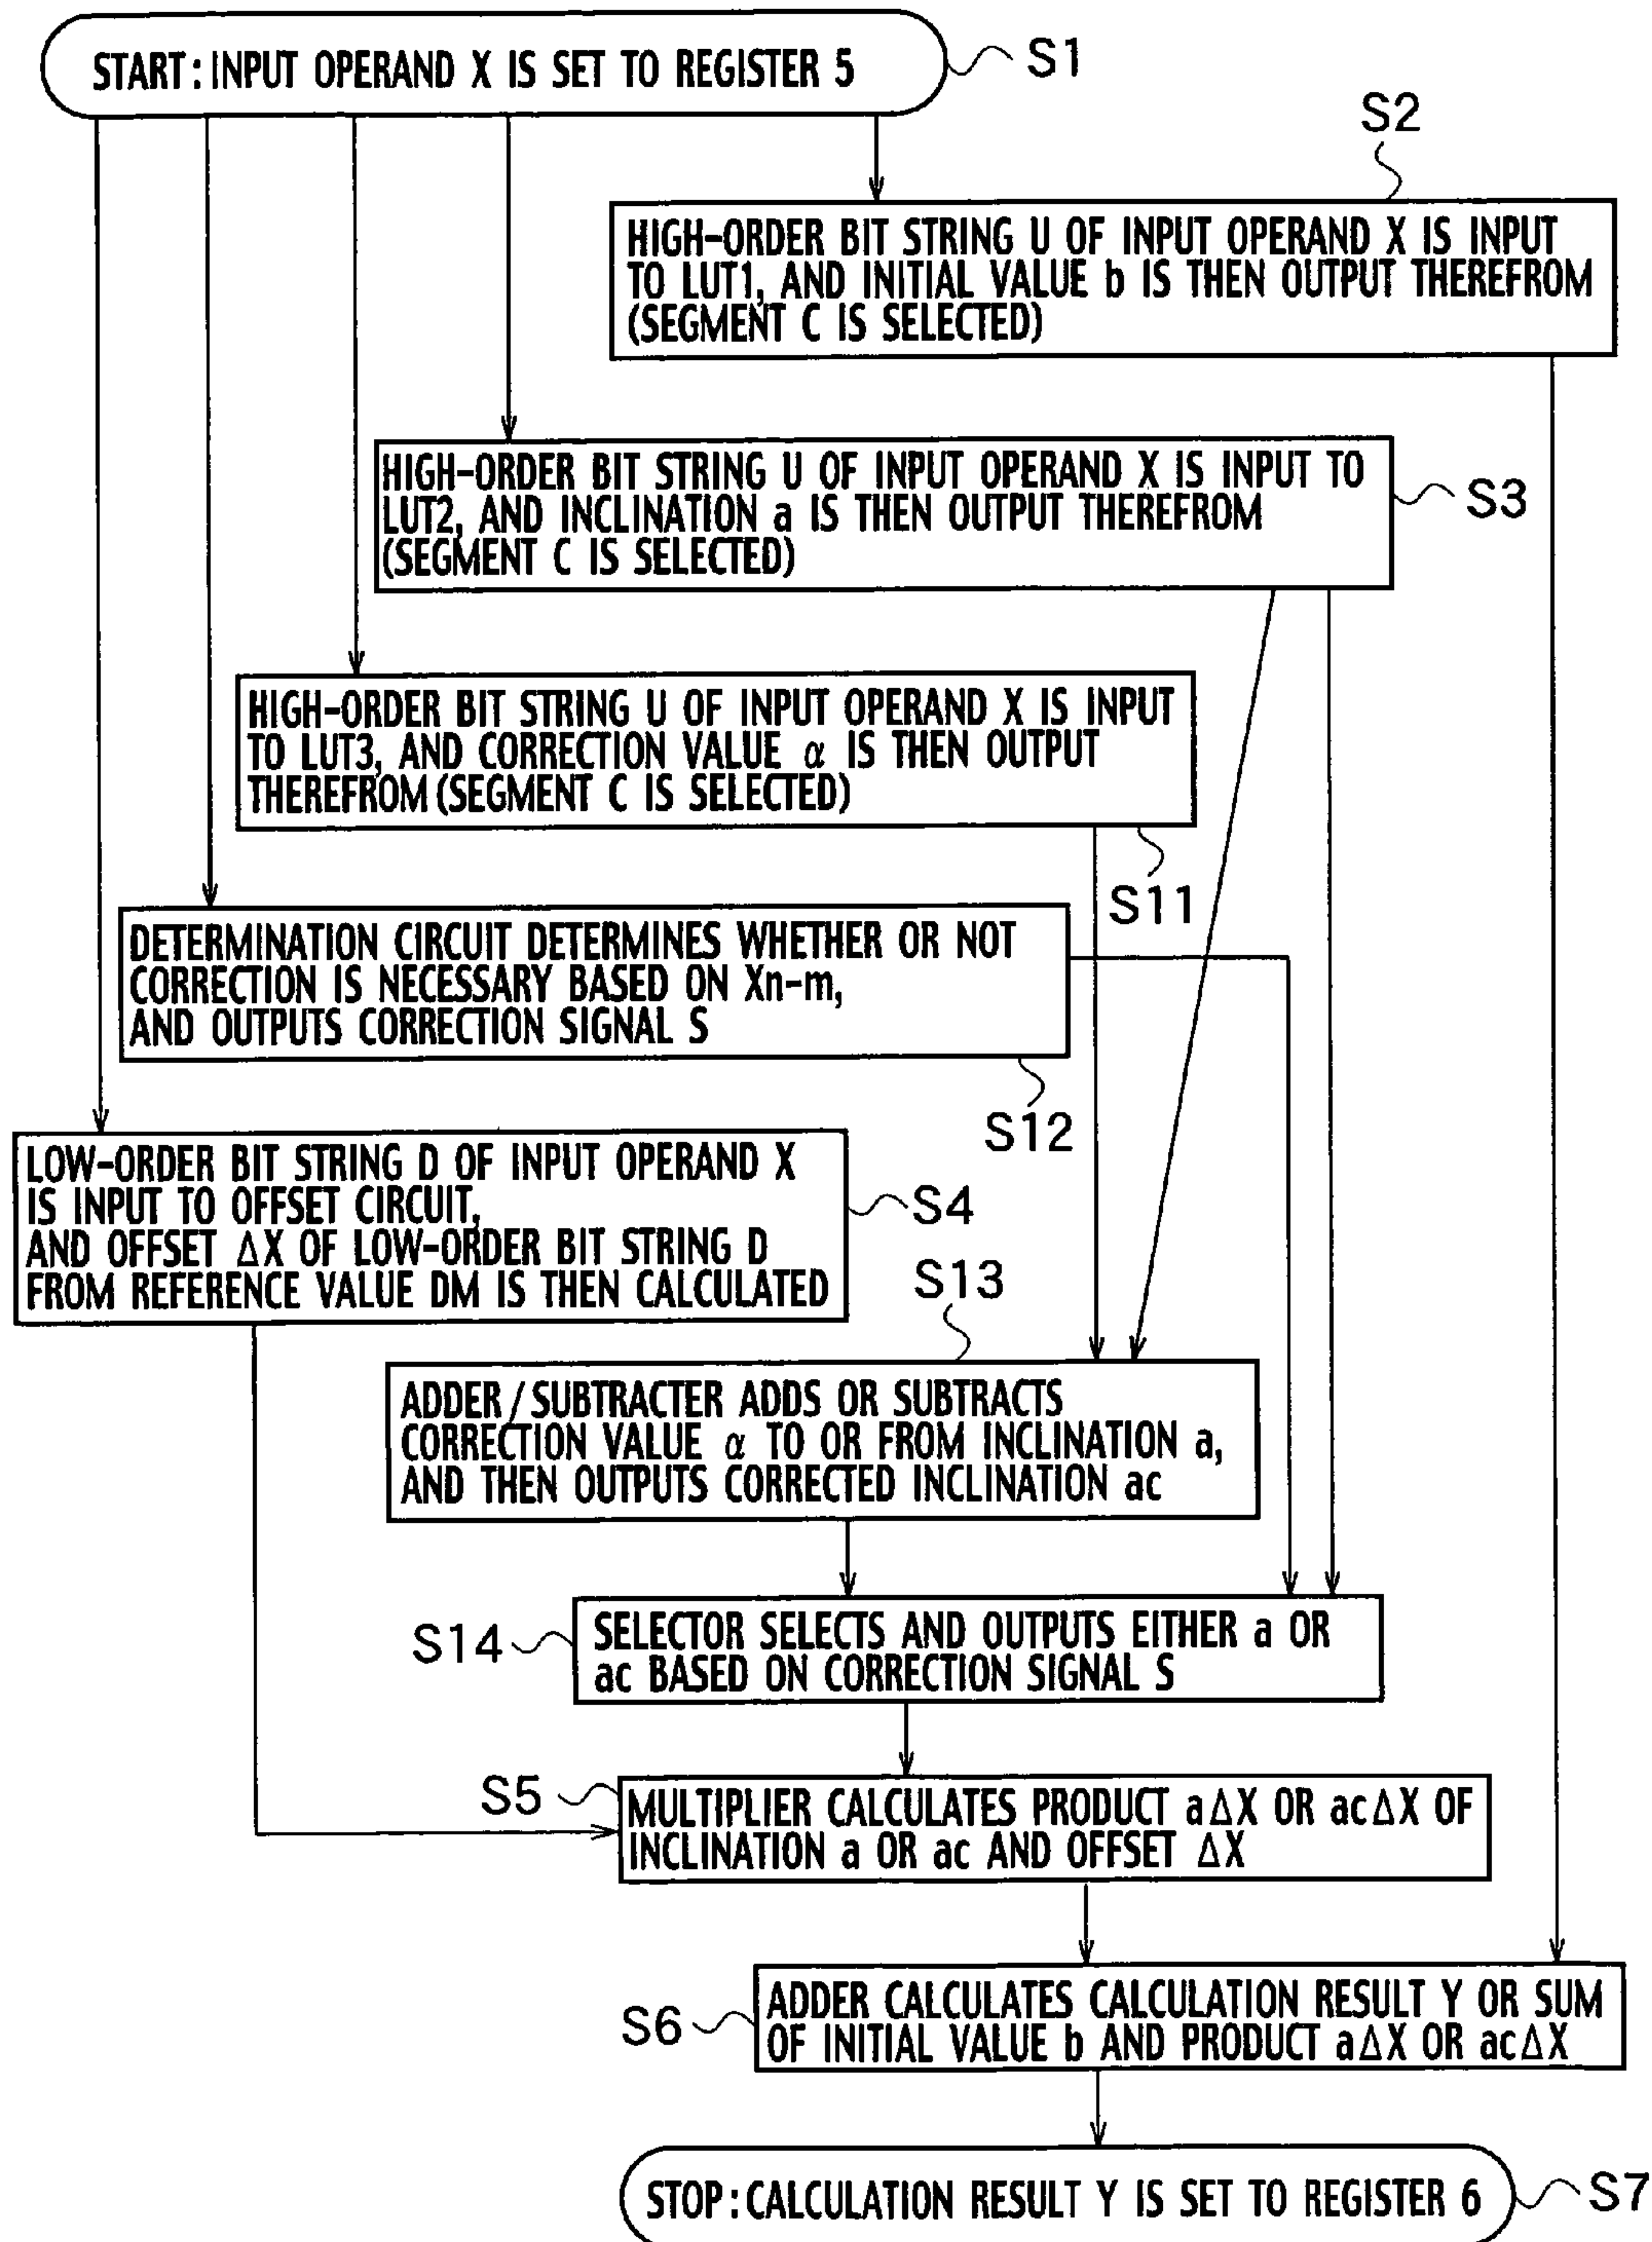 START: INPUT OPERAND X IS SET TO REGISTER 5
S1
S2
HIGH-ORDER BIT STRING U OF INPUT OPERAND X IS INPUT
TO LUT1, AND INITIAL VALUE b IS THEN OUTPUT THEREFROM
(SEGMENT C IS SELECTED)
HIGH-ORDER BIT STRING U OF INPUT OPERAND X IS INPUT TO
LUT2, AND INCLINATION a IS THEN OUTPUT THEREFROM
(SEGMENT C IS SELECTED)
S3
HIGH-ORDER BIT STRING U OF INPUT OPERAND X IS INPUT
TO LUT3, AND CORRECTION VALUE α IS THEN OUTPUT
THEREFROM (SEGMENT C IS SELECTED)
S11
DETERMINATION CIRCUIT DETERMINES WHETHER OR NOT
CORRECTION IS NECESSARY BASED ON Xn-m,
AND OUTPUTS CORRECTION SIGNAL S
S12
LOW-ORDER BIT STRING D OF INPUT OPERAND X
IS INPUT TO OFFSET CIRCUIT,
AND OFFSET ΔX OF LOW-ORDER BIT STRING D
FROM REFERENCE VALUE DM IS THEN CALCULATED
S4
S13
ADDER/SUBTRACTER ADDS OR SUBTRACTS
CORRECTION VALUE α TO OR FROM INCLINATION a,
AND THEN OUTPUTS CORRECTED INCLINATION ac
S14
SELECTOR SELECTS AND OUTPUTS EITHER a OR
ac BASED ON CORRECTION SIGNAL S
S5
MULTIPLIER CALCULATES PRODUCT aΔX OR acΔX OF
INCLINATION a OR ac AND OFFSET ΔX
S6
ADDER CALCULATES CALCULATION RESULT Y OR SUM
OF INITIAL VALUE b AND PRODUCT aΔX OR acΔX
STOP: CALCULATION RESULT Y IS SET TO REGISTER 6
S7